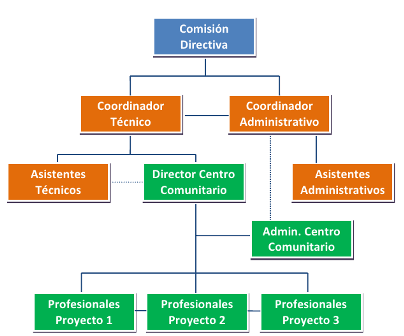 Comisión
Directiva
Coordinador
Técnico
Coordinador
Administrativo
Asistentes
Técnicos
Director Centro
Comunitario
Asistentes
Administrativos
Admin. Centro
Comunitario
Profesionales
Proyecto 1
Profesionales
Proyecto 2
Profesionales
Proyecto 3